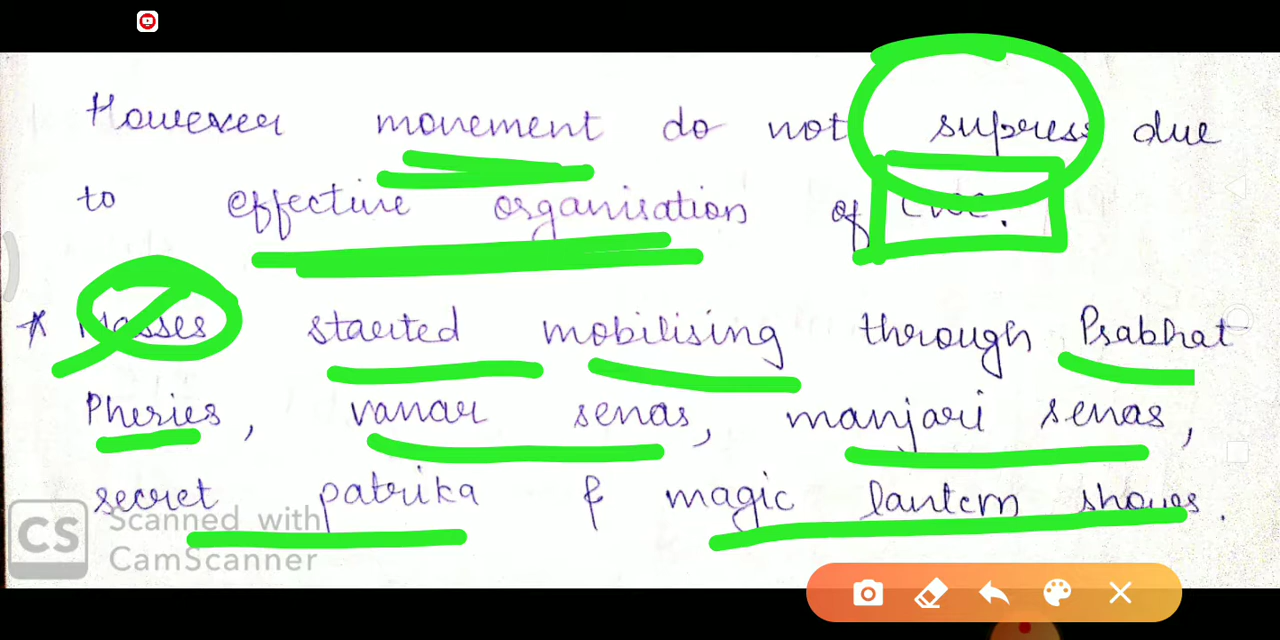 However movement do not supress due
to effective organisation of
* Masses started mobilising through Prabhat
Pheries, vanar senas, manjari senas,
secret patrika & magic lantern shows.
CS Scanned with
CamScanner